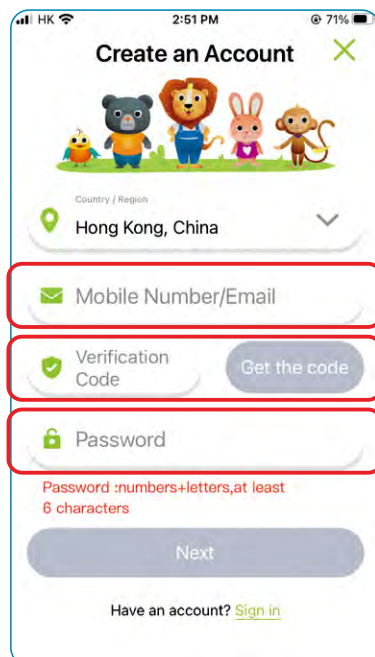 HK 2:51 PM 71%
Create an Account
Country / Region
Hong Kong, China
Mobile Number/Email
Verification
Code
Get the code
Password
Password :numbers+letters,at least
6 characters
Next
Have an account? Sign in